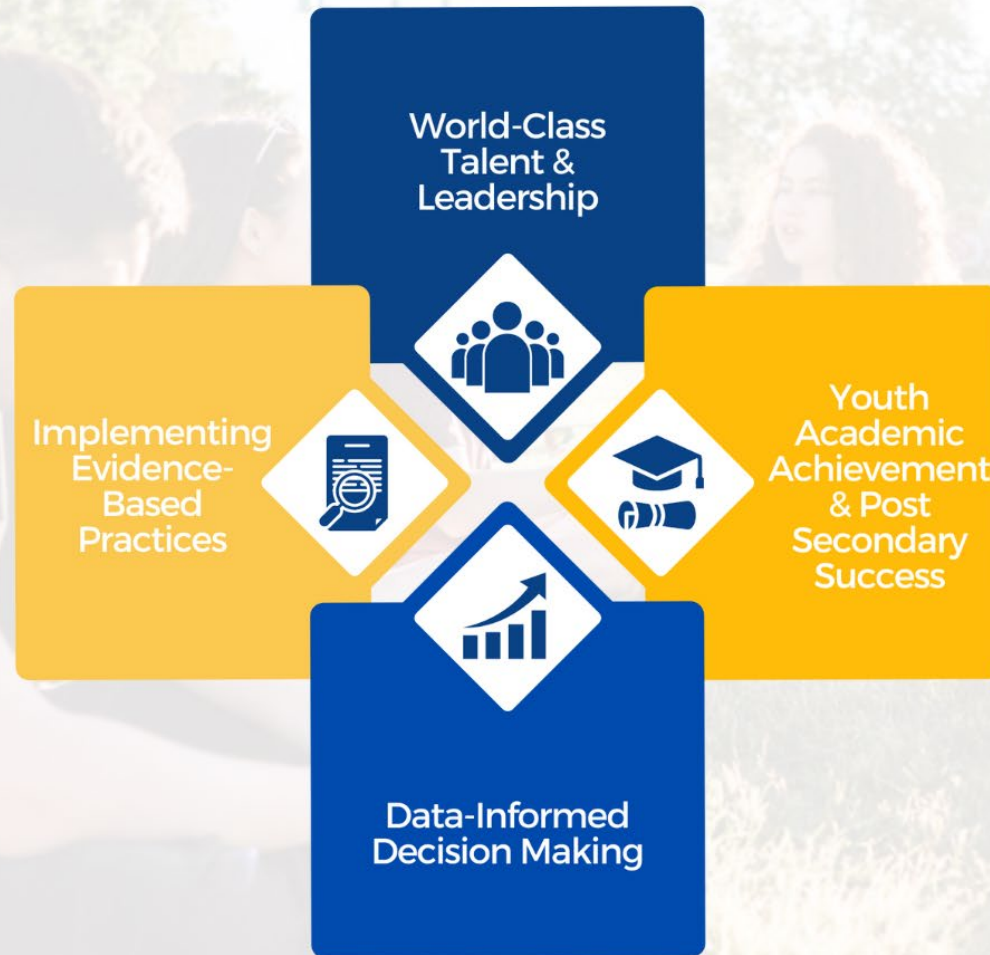 World-Class
Talent &
Leadership
Implementing
Evidence-
Based
Practices
Youth
Academic
Achievement
& Post
Secondary
Success
Data-Informed
Decision Making